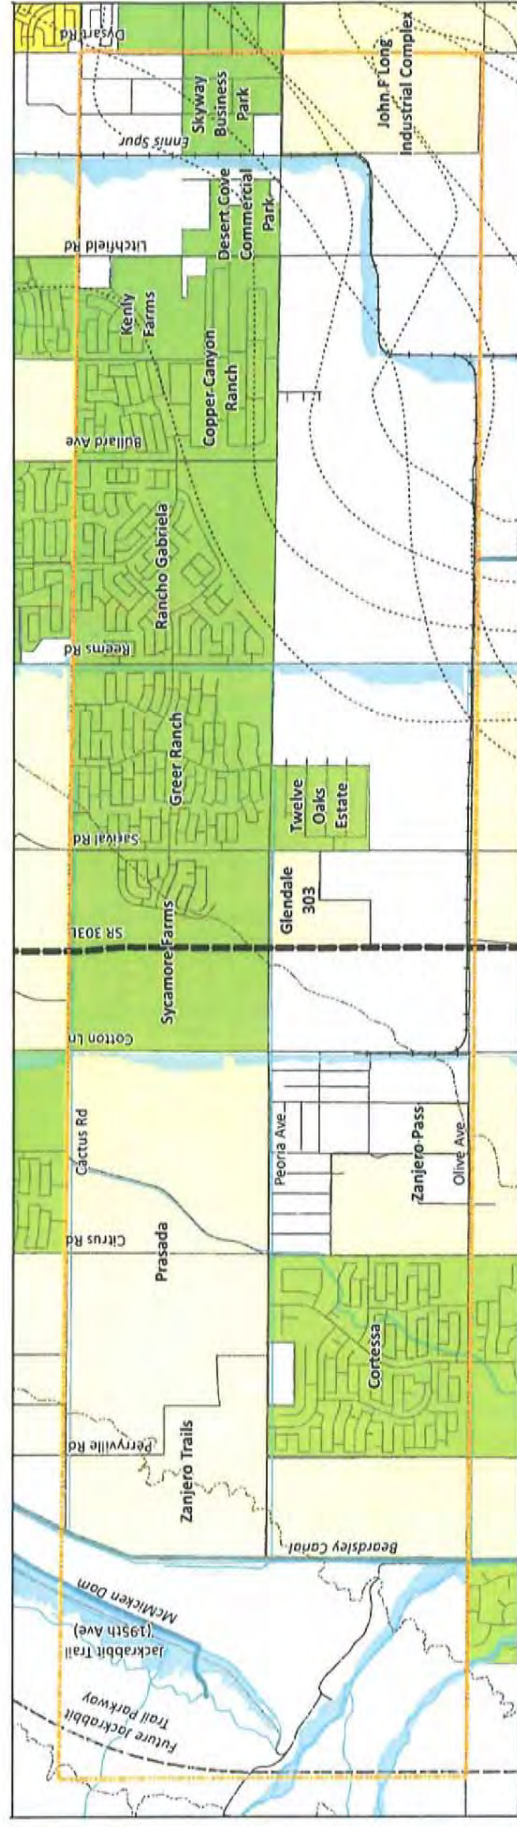 Dysart Rd
Skyway
Business
Park
John F Long
Industrial Complex
Ennis Spur
Litchfield Rd
Desert Cove
Commercial
Park
Kenly
Farms
Copper Canyon
Ranch
Bullard Ave
Rancho Gabriela
Reems Rd
Greer Ranch
Twelve
Oaks
Estate
Sarival Rd
Glendale
303
SR 303L
Sycamore Farms
Cotton Ln
Cactus Rd
Peoria Ave
Zanjero Pass
Olive Ave
Citrus Rd
Prasada
Cortessa
Perryville Rd
Zanjero Trails
Beardsley Canal
McMicken Dam
Jackrabbit Trail
(195th Ave)
Future Jackrabbit
Trail Parkway